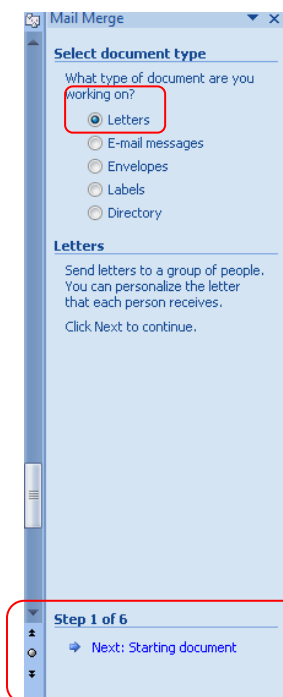 Mail Merge
Select document type
What type of document are you
working on?
Letters
E-mail messages
Envelopes
Labels
Directory
Letters
Send letters to a group of people.
You can personalize the letter
that each person receives.
Click Next to continue.
Step 1 of 6
Next: Starting document